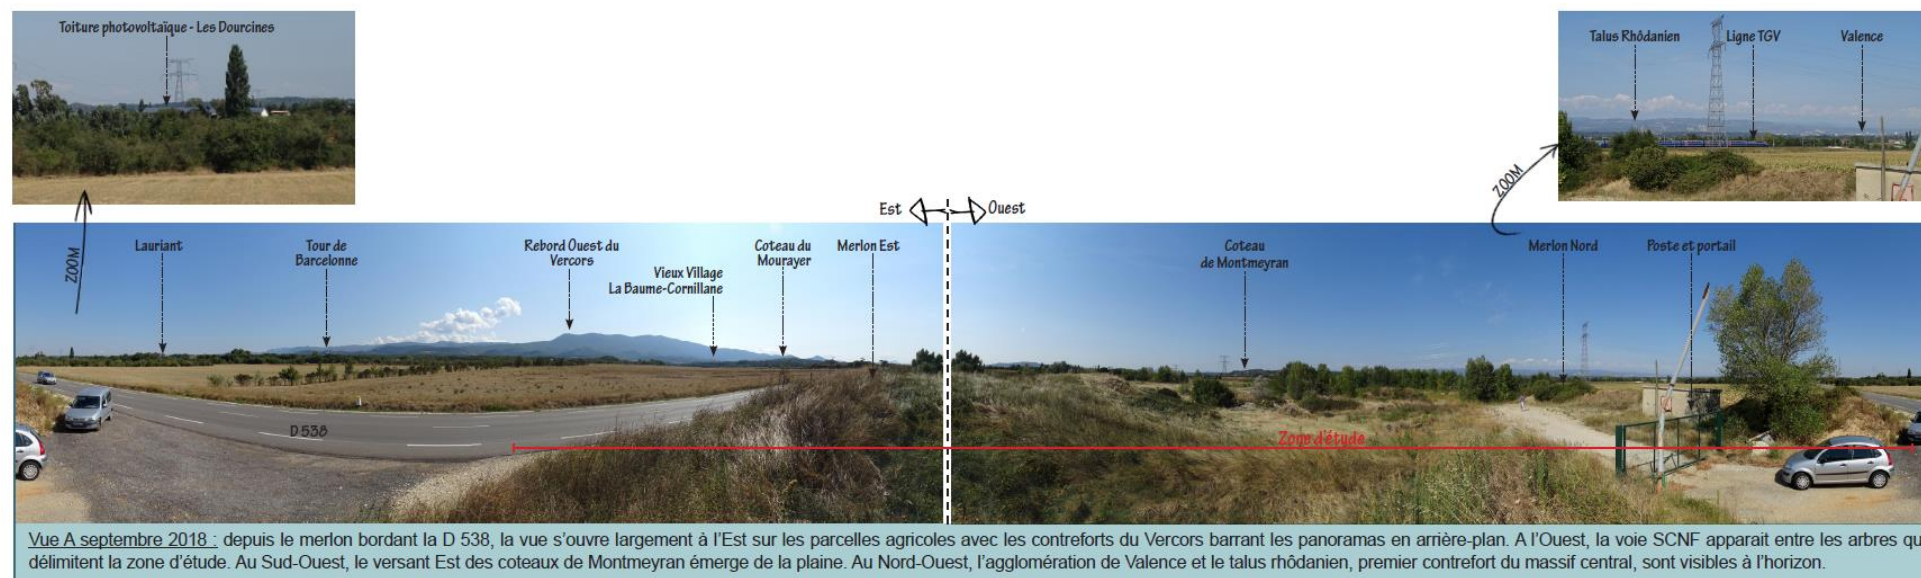 Toiture photovoltaïque - Les Dourcines
Talus Rhôdanien
Ligne TGV
Valence
ZOOM
ZOOM
Est
Ouest
Lauriant
Tour de
Barcelonne
Rebord Ouest du
Vercors
Vieux Village
La Baume-Cornillane
Coteau du
Mourayer
Merlon Est
Coteau
de Montmeyran
Merlon Nord
Poste et portail
D 538
Zone d'étude
Vue A septembre 2018 : depuis le merlon bordant la D 538, la vue s'ouvre largement à l'Est sur les parcelles agricoles avec les contreforts du Vercors barrant les panoramas en arrière-plan. A l'Ouest, la voie SCNF apparait entre les arbres qu
délimitent la zone d'étude. Au Sud-Ouest, le versant Est des coteaux de Montmeyran émerge de la plaine. Au Nord-Ouest, l'agglomération de Valence et le talus rhôdanien, premier contrefort du massif central, sont visibles à l'horizon.